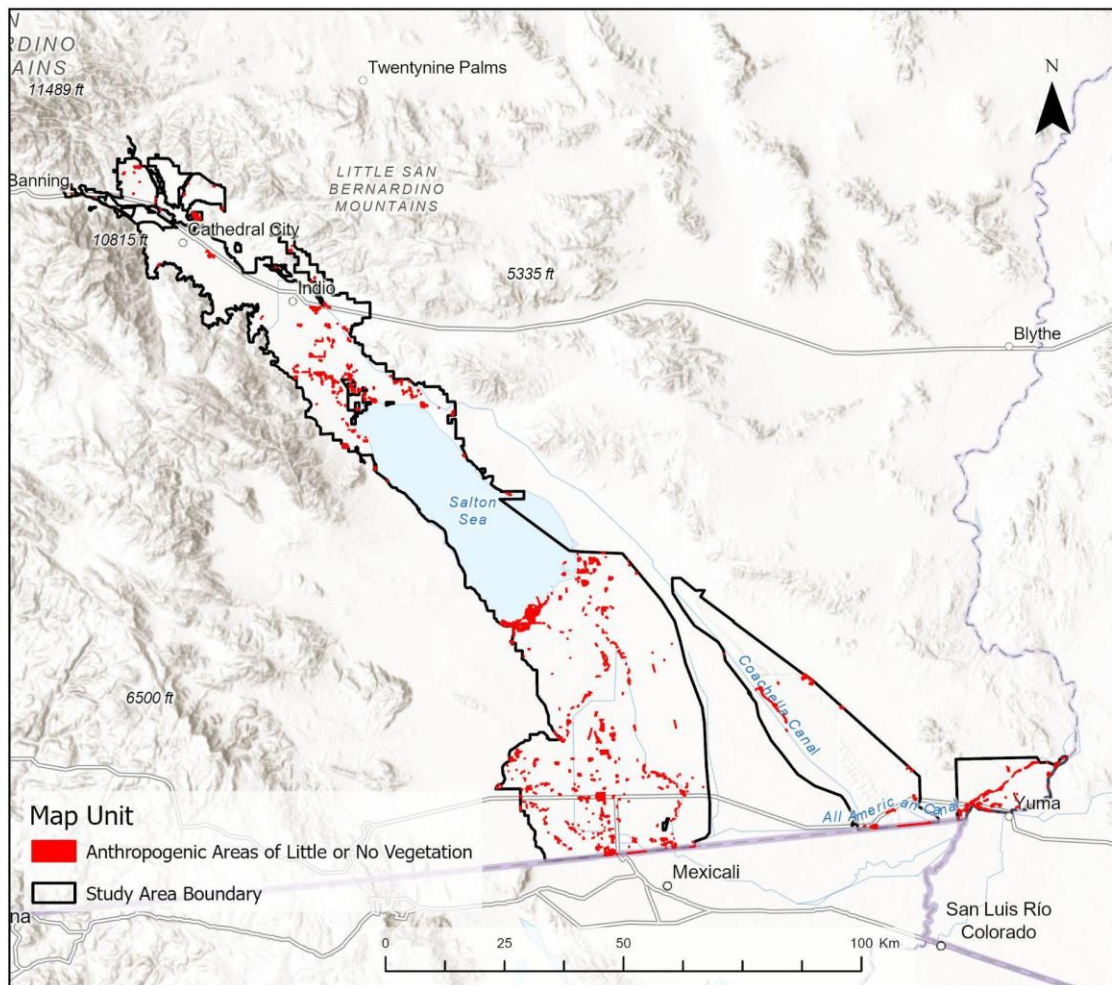 N
RDINO
AINS
11489 ft
Twentynine Palms
N
LITTLE SAN
BERNARDINO
MOUNTAINS
Banning
10815 ft
Cathedral City
5335 ft
Indio
Blythe
Salton
Sea
6500 ft
Coachella Canal
All American Canal
Yuma
Map Unit
Anthropogenic Areas of Little or No Vegetation
Study Area Boundary
Mexicali
na
San Luis Río
Colorado
0 25 50 100 Km